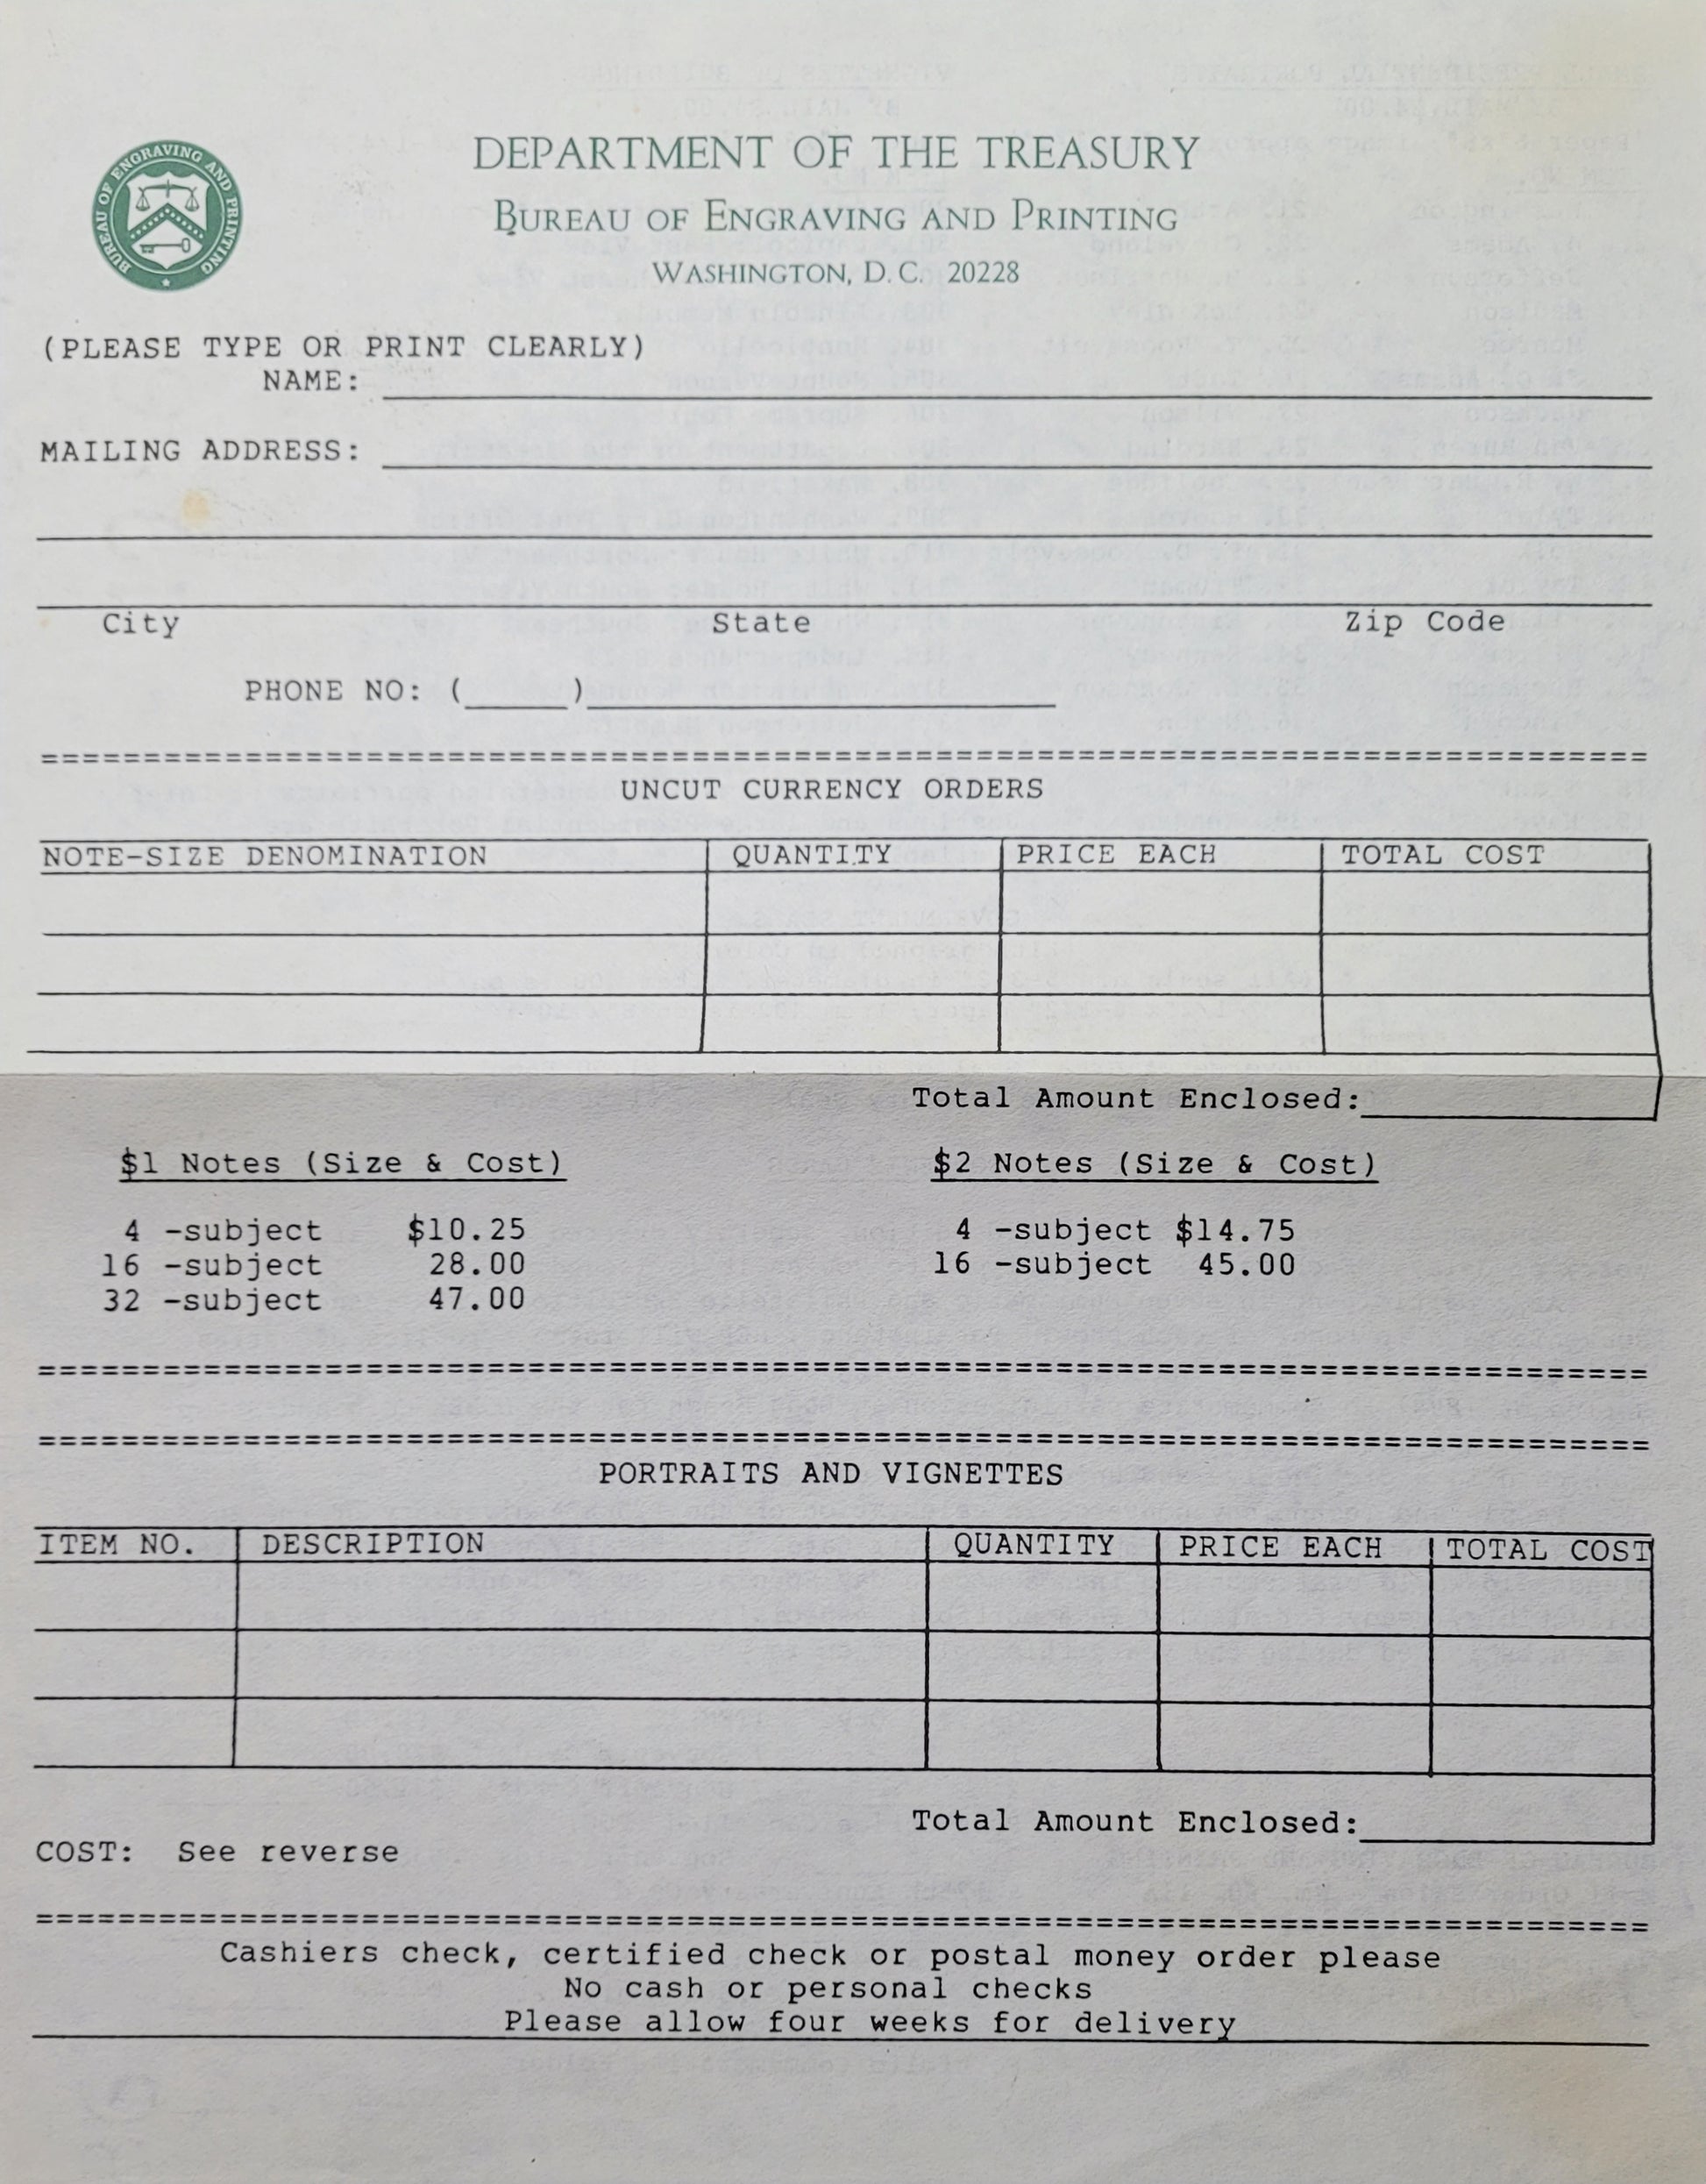 BUREAU OF ENGRAVING AND PRINTING
DEPARTMENT OF THE TREASURY
BUREAU OF ENGRAVING AND PRINTING
WASHINGTON, D.C. 20228
(PLEASE TYPE OR PRINT CLEARLY)
NAME:
MAILING ADDRESS:
City State Zip Code
PHONE NO: ( )
UNCUT CURRENCY ORDERS
NOTE-SIZE DENOMINATION QUANTITY PRICE EACH TOTAL COST
Total Amount Enclosed:
$1 Notes (Size & Cost) $2 Notes (Size & Cost)
4 -subject $10.25 4 -subject $14.75
16 -subject 28.00 16 -subject 45.00
32 -subject 47.00
PORTRAITS AND VIGNETTES
ITEM NO. DESCRIPTION QUANTITY PRICE EACH TOTAL COST
Total Amount Enclosed:
COST: See reverse
Cashiers check, certified check or postal money order please
No cash or personal checks
Please allow four weeks for delivery